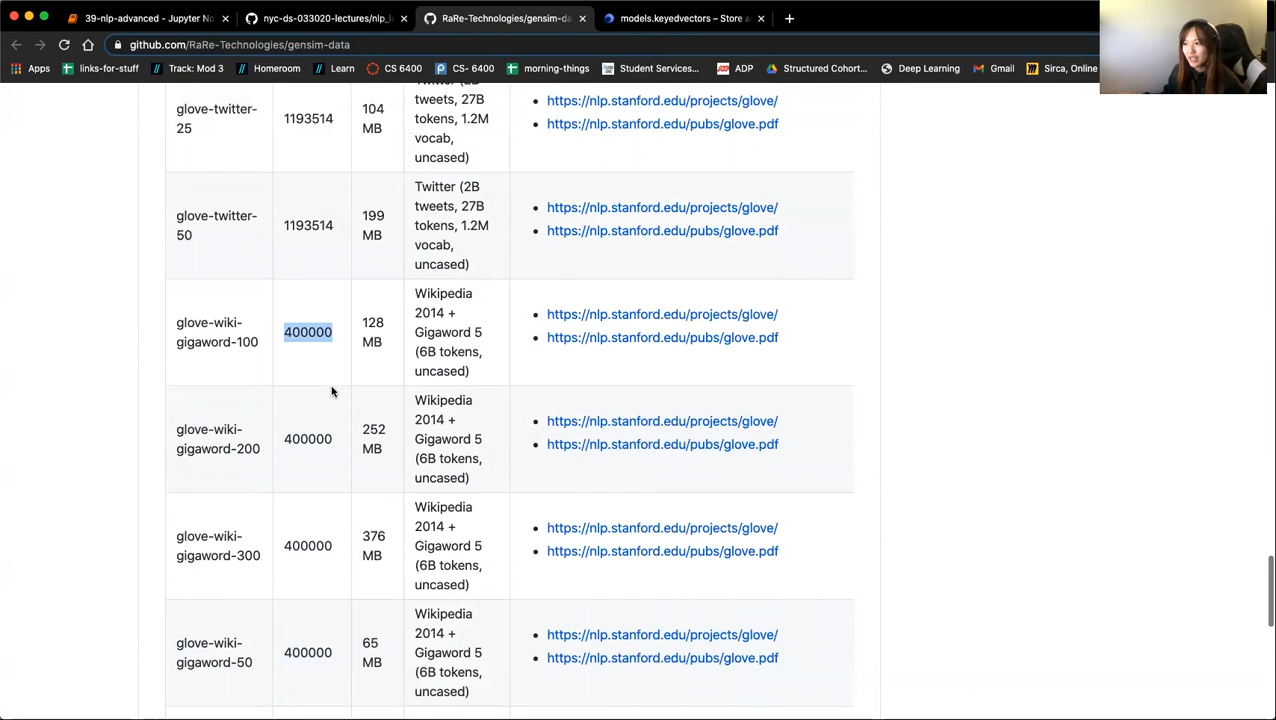 39-nlp-advanced - Jupyter No
nyc-ds-033020-lectures/nlp_l
RaRe-Technologies/gensim-da
models.keyedvectors – Store a
github.com/RaRe-Technologies/gensim-data
Apps
links-for-stuff
Track: Mod 3
Homeroom
Learn
CS 6400
CS- 6400
morning-things
Student Services...
ADP
Structured Cohort...
Deep Learning
Gmail
Sirca, Online
glove-twitter-
25
1193514
104
MB
tweets, 27B
tokens, 1.2M
vocab,
uncased)
https://nlp.stanford.edu/projects/glove/
https://nlp.stanford.edu/pubs/glove.pdf
glove-twitter-
50
1193514
199
MB
Twitter (2B
tweets, 27B
tokens, 1.2M
vocab,
uncased)
https://nlp.stanford.edu/projects/glove/
https://nlp.stanford.edu/pubs/glove.pdf
glove-wiki-
gigaword-100
400000
128
MB
Wikipedia
2014 +
Gigaword 5
(6B tokens,
uncased)
https://nlp.stanford.edu/projects/glove/
https://nlp.stanford.edu/pubs/glove.pdf
glove-wiki-
gigaword-200
400000
252
MB
Wikipedia
2014 +
Gigaword 5
(6B tokens,
uncased)
https://nlp.stanford.edu/projects/glove/
https://nlp.stanford.edu/pubs/glove.pdf
glove-wiki-
gigaword-300
400000
376
MB
Wikipedia
2014 +
Gigaword 5
(6B tokens,
uncased)
https://nlp.stanford.edu/projects/glove/
https://nlp.stanford.edu/pubs/glove.pdf
glove-wiki-
gigaword-50
400000
65
MB
Wikipedia
2014 +
Gigaword 5
(6B tokens,
uncased)
https://nlp.stanford.edu/projects/glove/
https://nlp.stanford.edu/pubs/glove.pdf